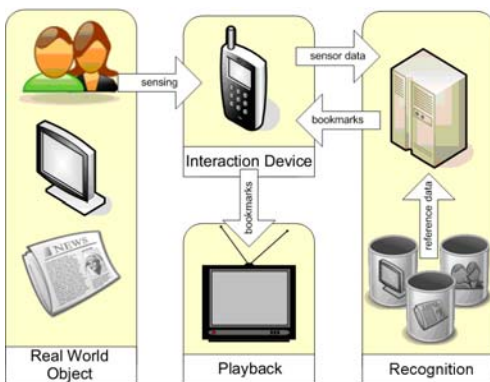 sensing
sensor data
bookmarks
Interaction Device
bookmarks
reference data
NEWS
Real World
Object
Playback
Recognition